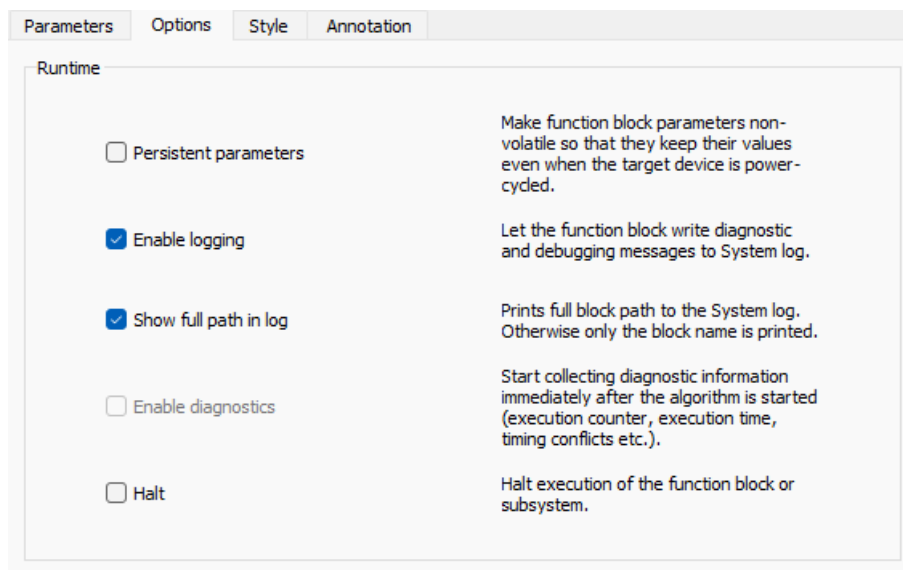 Parameters Options Style Annotation
Runtime
Persistent parameters
Make function block parameters non-
volatile so that they keep their values
even when the target device is power-
cycled.
Enable logging
Let the function block write diagnostic
and debugging messages to System log.
Show full path in log
Prints full block path to the System log.
Otherwise only the block name is printed.
Enable diagnostics
Start collecting diagnostic information
immediately after the algorithm is started
(execution counter, execution time,
timing conflicts etc.).
Halt
Halt execution of the function block or
subsystem.